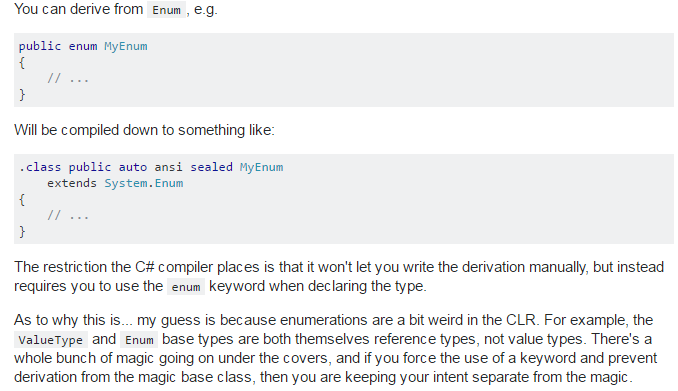 You can derive from Enum, e.g.
public enum MyEnum
{
    // ...
}
Will be compiled down to something like:
.class public auto ansi sealed MyEnum
    extends System.Enum
{
    // ...
}
The restriction the C# compiler places is that it won't let you write the derivation manually, but instead
requires you to use the enum keyword when declaring the type.
As to why this is... my guess is because enumerations are a bit weird in the CLR. For example, the
ValueType and Enum base types are both themselves reference types, not value types. There's a
whole bunch of magic going on under the covers, and if you force the use of a keyword and prevent
derivation from the magic base class, then you are keeping your intent separate from the magic.